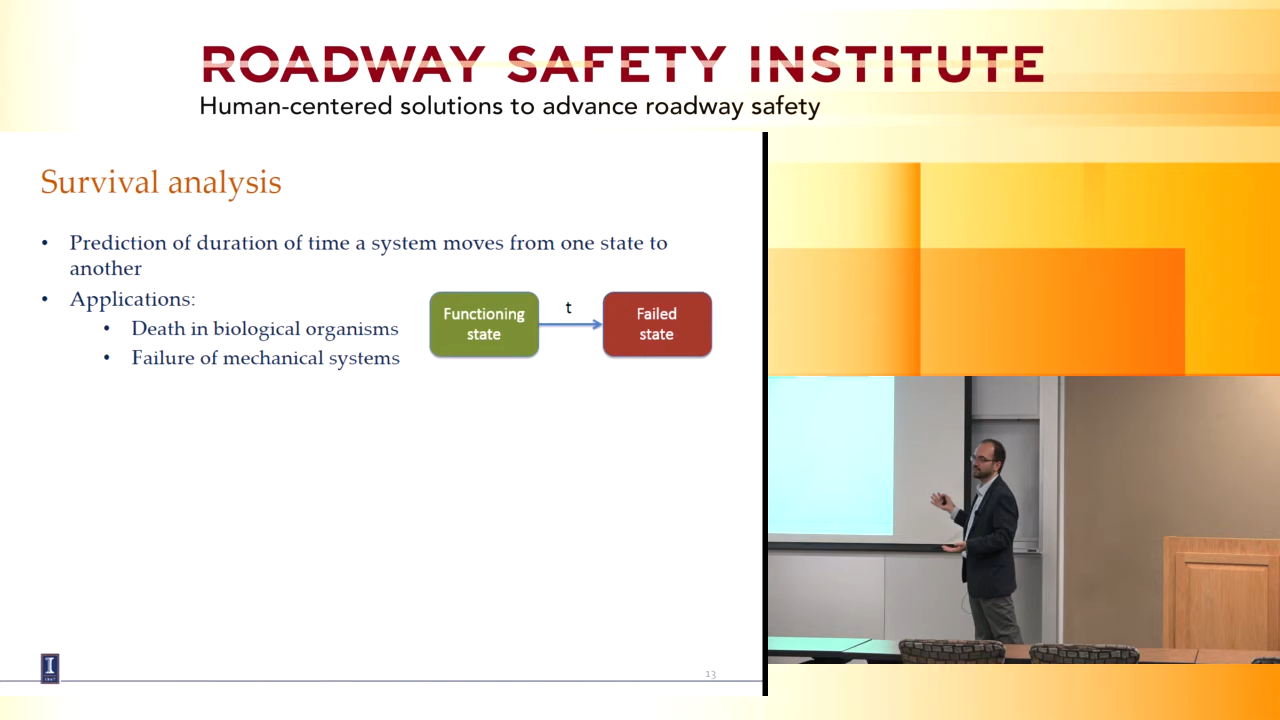 ROADWAY SAFETY INSTITUTE
Human-centered solutions to advance roadway safety
Survival analysis
• Prediction of duration of time a system moves from one state to
another
• Applications:
• Death in biological organisms
• Failure of mechanical systems
Functioning
state
t
Failed
state
I
13